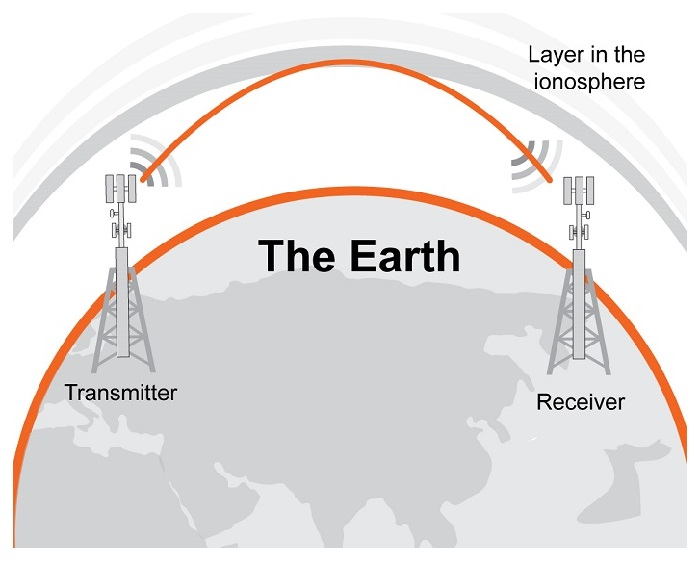 Layer in the
ionosphere
The Earth
Transmitter
Receiver